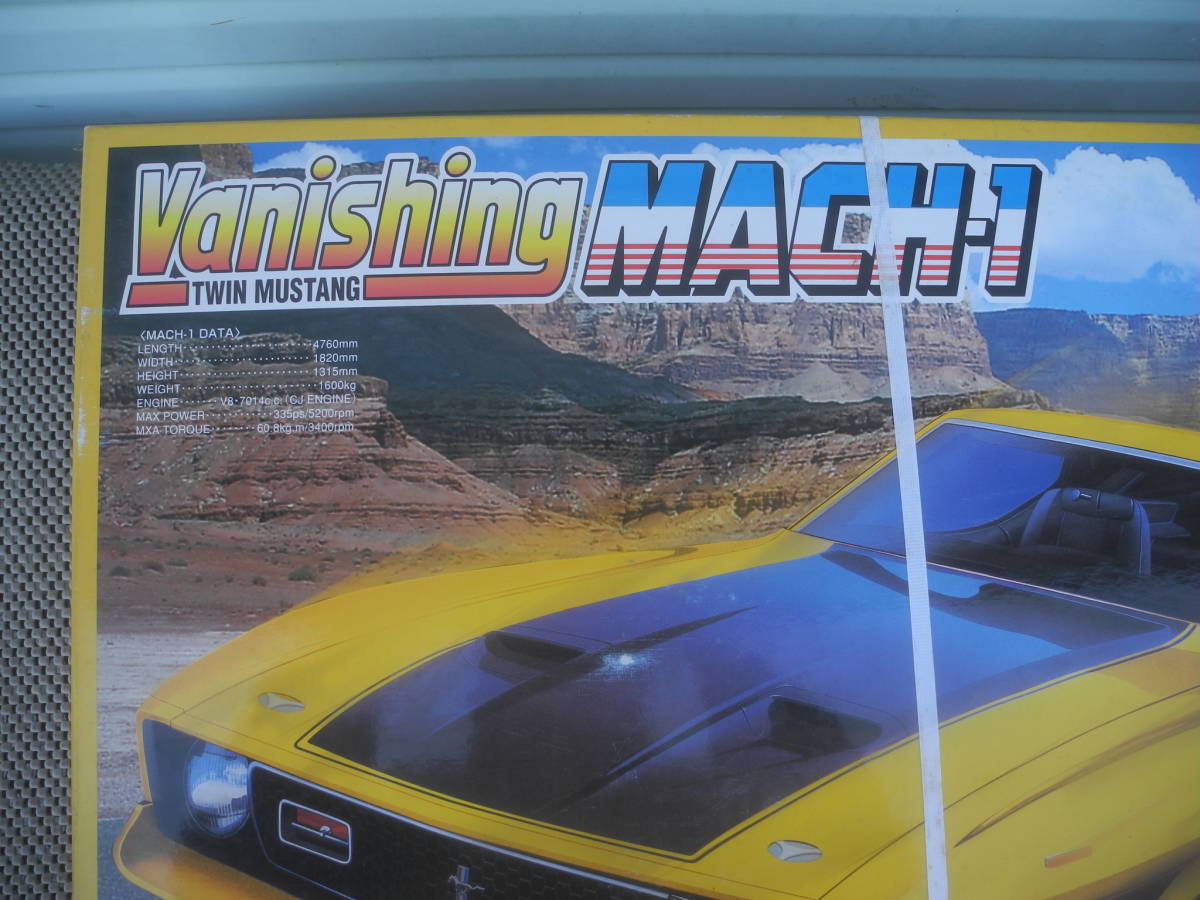 Vanishing MACH-1
TWIN MUSTANG
〈MACH-1 DATA〉
LENGTH 4760mm
WIDTH 1820mm
HEIGHT 1315mm
WEIGHT 1600kg
ENGINE V8・7014c.c.(CJ ENGINE)
MAX POWER 335ps/5200rpm
MXA TORQUE 60.8kg.m/3400rpm